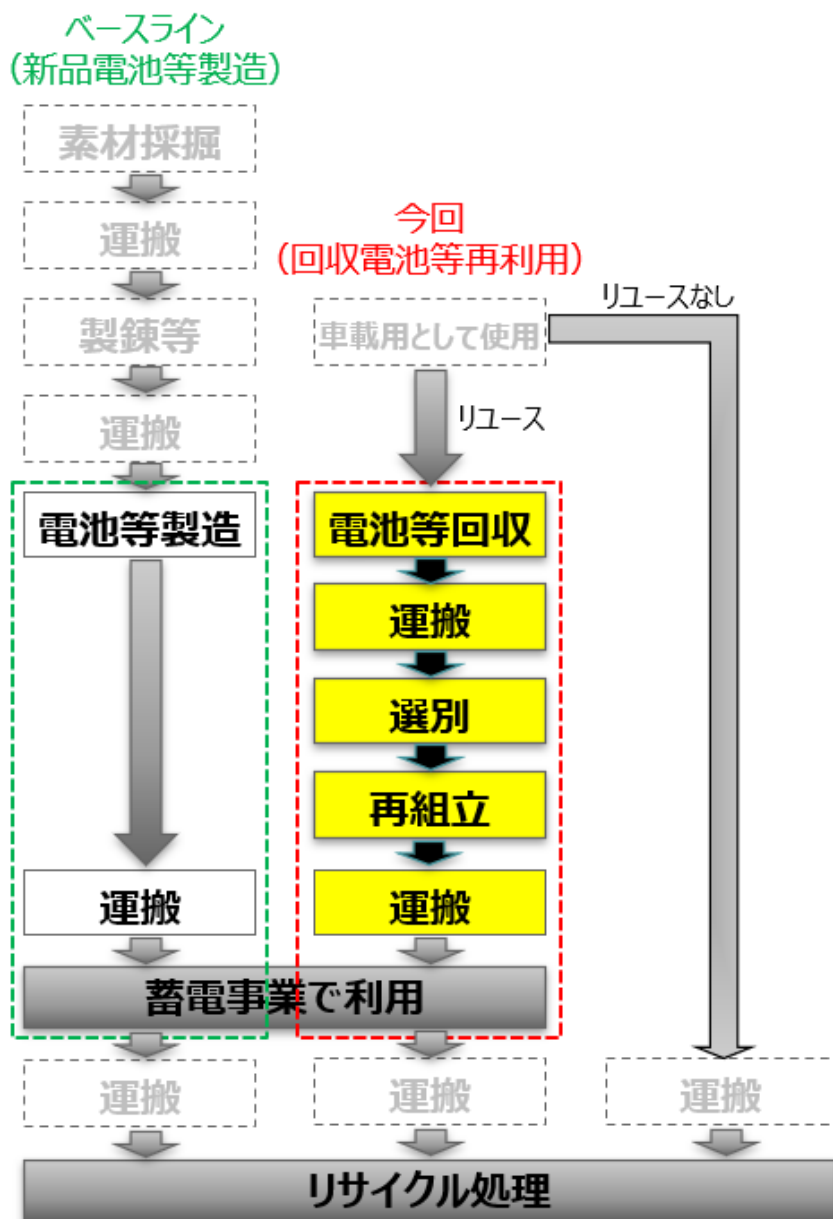 ベースライン
（新品電池等製造）
素材採掘
運搬
製錬等
運搬
電池等製造
運搬
今回
（回収電池等再利用）
車載用として使用
リユース
電池等回収
運搬
選別
再組立
運搬
リユースなし
蓄電事業で利用
運搬
運搬
運搬
リサイクル処理